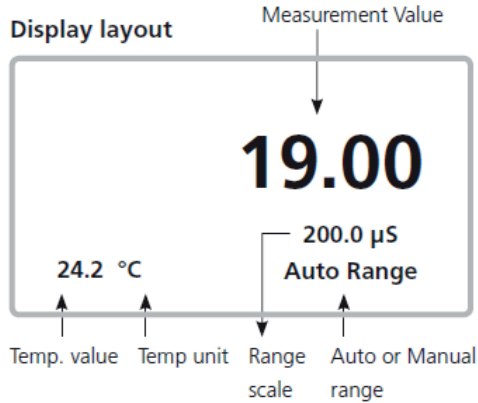 Measurement Value
Display layout
19.00
200.0 µS
24.2 °C
Auto Range
Temp. value Temp unit Range Auto or Manual
scale range